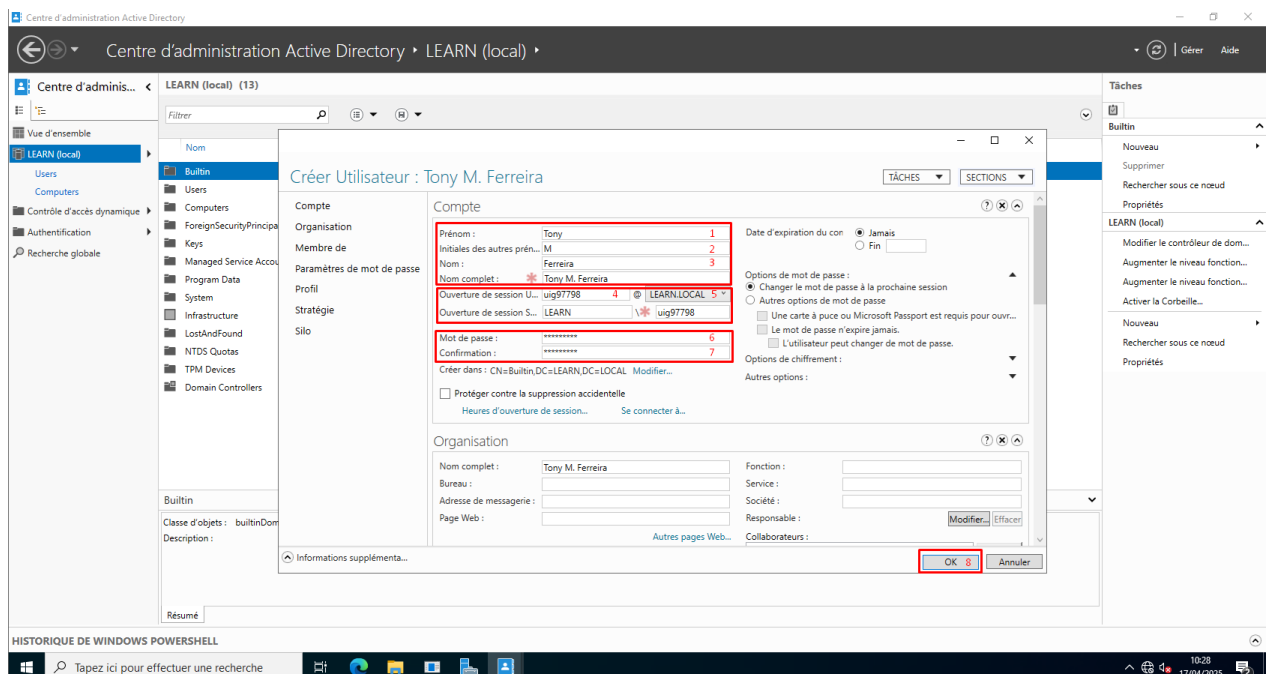 Centre d'administration Active Directory
Centre d'administration Active Directory • LEARN (local) •
Gérer Aide
Centre d'adminis...
Vue d'ensemble
LEARN (local)
Users
Computers
Contrôle d'accès dynamique
Authentification
Recherche globale
LEARN (local) (13)
Filtrer
Nom
Builtin
Users
Computers
ForeignSecurityPrincipa
Keys
Managed Service Accou
Program Data
System
Infrastructure
LostAndFound
NTDS Quotas
TPM Devices
Domain Controllers
Builtin
Classe d'objets : builtinDom
Description :
Résumé
Créer Utilisateur : Tony M. Ferreira
TÂCHES
SECTIONS
Compte
Organisation
Membre de
Paramètres de mot de passe
Profil
Stratégie
Silo
Compte
Prénom : Tony 1
Initiales des autres prén... M 2
Nom : Ferreira 3
Nom complet : * Tony M. Ferreira
Ouverture de session U... uig97798 4 @ LEARN.LOCAL 5
Ouverture de session S... LEARN \* uig97798
Mot de passe : ********* 6
Confirmation : ********* 7
Créer dans : CN=Builtin,DC=LEARN,DC=LOCAL Modifier...
Protéger contre la suppression accidentelle
Heures d'ouverture de session... Se connecter à...
Date d'expiration du con
Jamais
Fin
Options de mot de passe :
Changer le mot de passe à la prochaine session
Autres options de mot de passe
Une carte à puce ou Microsoft Passport est requis pour ouvr...
Le mot de passe n'expire jamais.
L'utilisateur peut changer de mot de passe.
Options de chiffrement :
Autres options :
Organisation
Nom complet : Tony M. Ferreira
Bureau :
Adresse de messagerie :
Page Web :
Autres pages Web...
Fonction :
Service :
Société :
Responsable :
Modifier... Effacer
Collaborateurs :
Informations supplémenta...
OK 8 Annuler
Tâches
Builtin
Nouveau
Supprimer
Rechercher sous ce nœud
Propriétés
LEARN (local)
Modifier le contrôleur de dom...
Augmenter le niveau fonction...
Augmenter le niveau fonction...
Activer la Corbeille...
Nouveau
Rechercher sous ce nœud
Propriétés
HISTORIQUE DE WINDOWS POWERSHELL
Tapez ici pour effectuer une recherche
10:28
17/04/2025